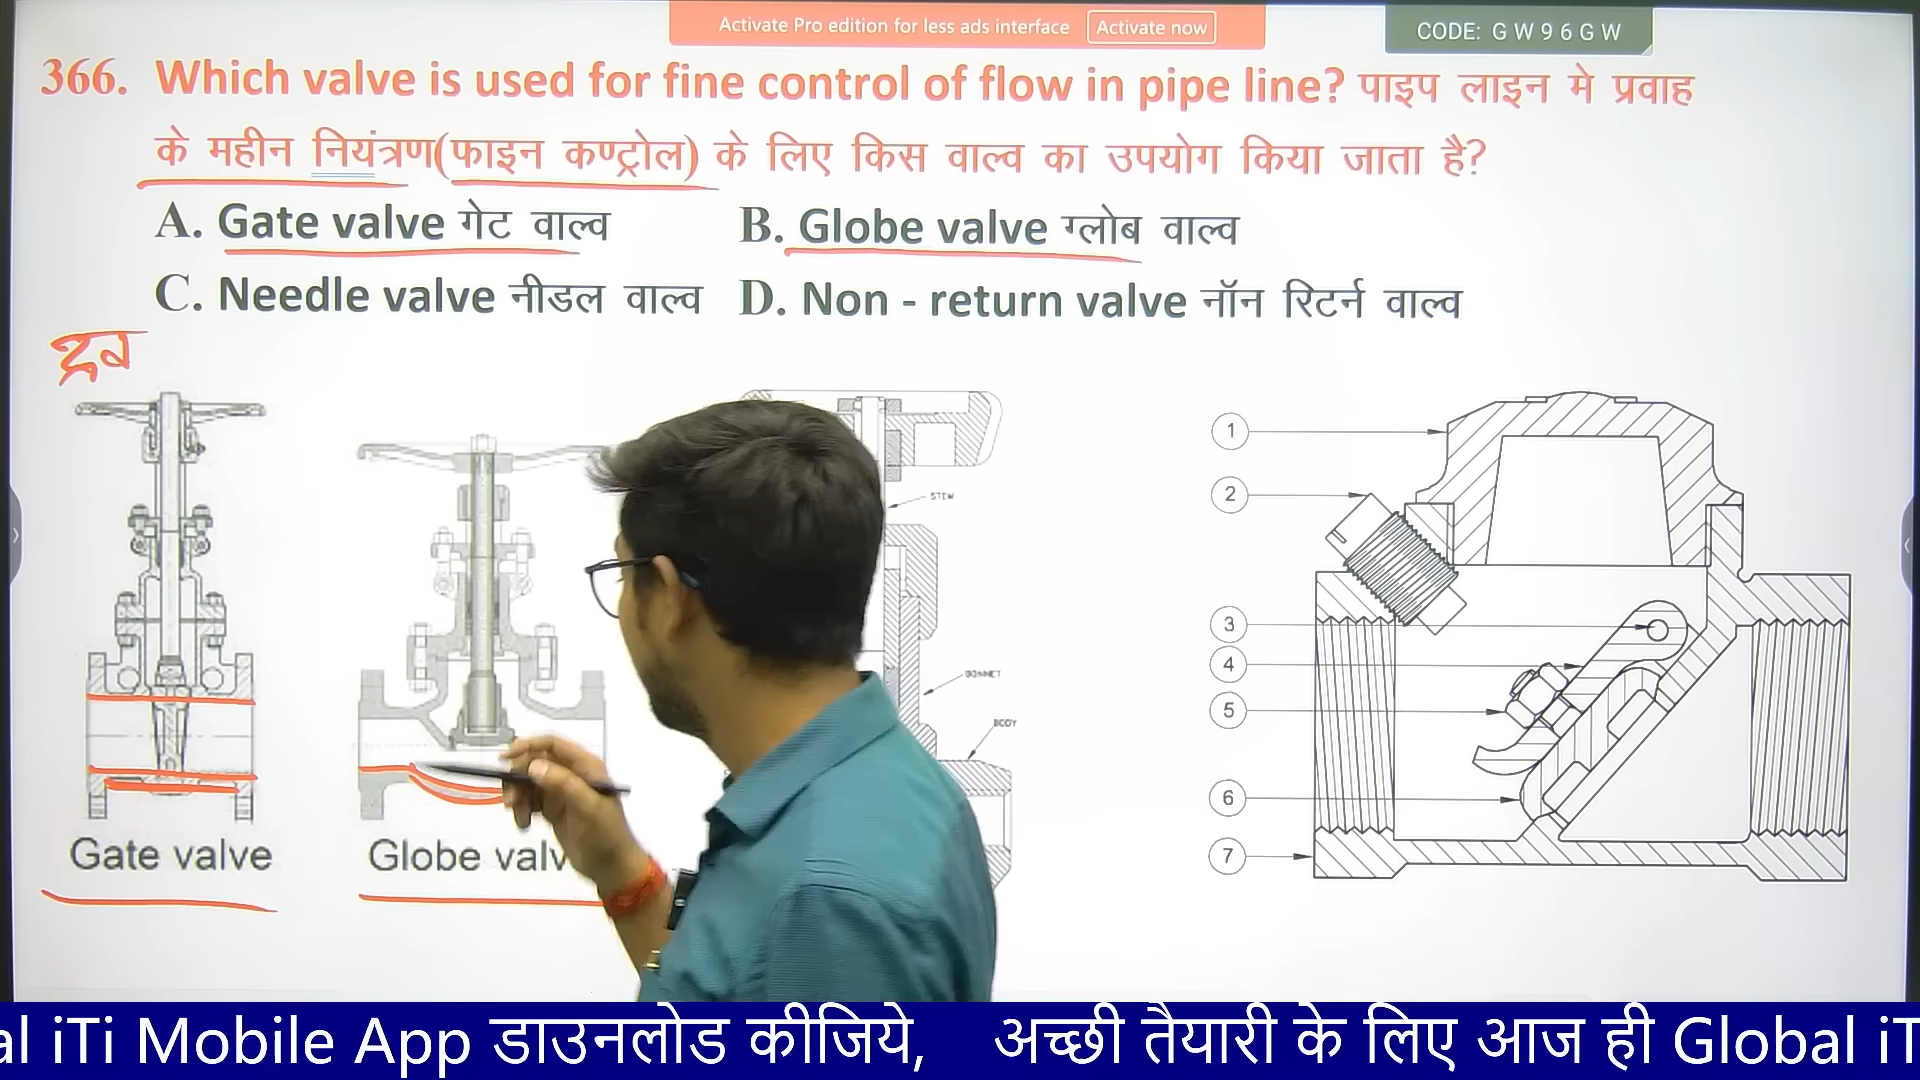 Activate Pro edition for less ads interface Activate now
CODE: G W 9 6 G W
366. Which valve is used for fine control of flow in pipe line? पाइप लाइन मे प्रवाह
के महीन नियंत्रण(फाइन कण्ट्रोल) के लिए किस वाल्व का उपयोग किया जाता है?
A. Gate valve गेट वाल्व B. Globe valve ग्लोब वाल्व
C. Needle valve नीडल वाल्व D. Non - return valve नॉन रिटर्न वाल्व
द्रव
STEM
BONNET
BODY
1
2
3
4
5
6
7
Gate valve
Globe valv
al iTi Mobile App डाउनलोड कीजिये, अच्छी तैयारी के लिए आज ही Global iT